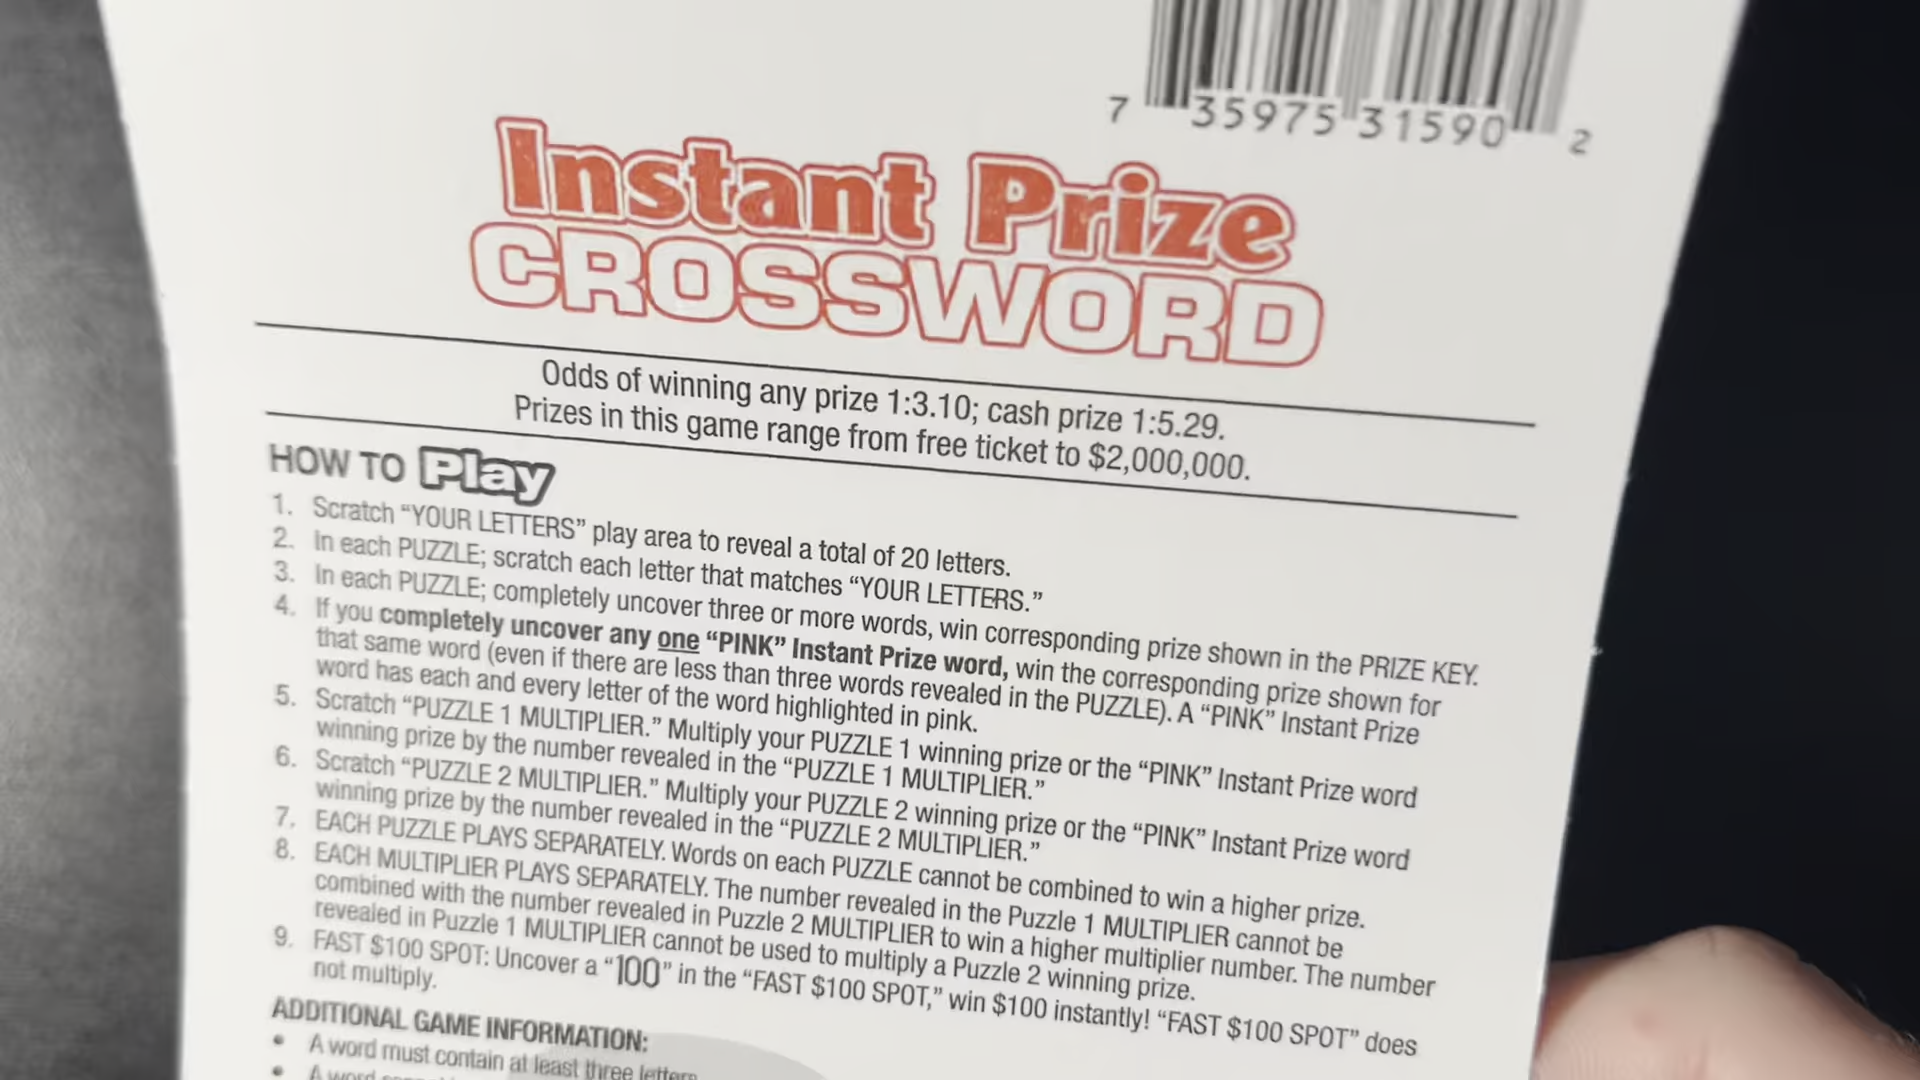 7 35975 31590 2
Instant Prize
CROSSWORD
Odds of winning any prize 1:3.10; cash prize 1:5.29.
Prizes in this game range from free ticket to $2,000,000.
HOW TO Play
1. Scratch “YOUR LETTERS” play area to reveal a total of 20 letters.
2. In each PUZZLE; scratch each letter that matches “YOUR LETTERS.”
3. In each PUZZLE; completely uncover three or more words, win corresponding prize shown in the PRIZE KEY.
4. If you completely uncover any one “PINK” Instant Prize word, win the corresponding prize shown for
that same word (even if there are less than three words revealed in the PUZZLE). A “PINK” Instant Prize
word has each and every letter of the word highlighted in pink.
5. Scratch “PUZZLE 1 MULTIPLIER.” Multiply your PUZZLE 1 winning prize or the “PINK” Instant Prize word
winning prize by the number revealed in the “PUZZLE 1 MULTIPLIER.”
6. Scratch “PUZZLE 2 MULTIPLIER.” Multiply your PUZZLE 2 winning prize or the “PINK” Instant Prize word
winning prize by the number revealed in the “PUZZLE 2 MULTIPLIER.”
7. EACH PUZZLE PLAYS SEPARATELY. Words on each PUZZLE cannot be combined to win a higher prize.
8. EACH MULTIPLIER PLAYS SEPARATELY. The number revealed in the Puzzle 1 MULTIPLIER cannot be
combined with the number revealed in Puzzle 2 MULTIPLIER to win a higher multiplier number. The number
revealed in Puzzle 1 MULTIPLIER cannot be used to multiply a Puzzle 2 winning prize.
9. FAST $100 SPOT: Uncover a “100” in the “FAST $100 SPOT,” win $100 instantly! “FAST $100 SPOT” does
not multiply.
ADDITIONAL GAME INFORMATION:
• A word must contain at least three letters
• A word